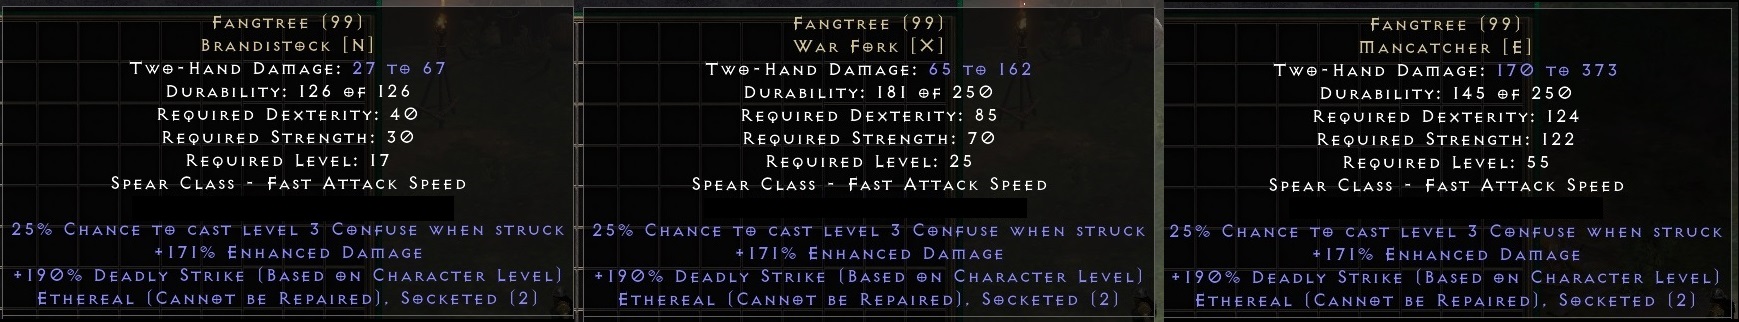 Fangtree (99)
Brandistock [N]
Two-Hand Damage: 27 to 67
Durability: 126 of 126
Required Dexterity: 40
Required Strength: 30
Required Level: 17
Spear Class - Fast Attack Speed
25% Chance to cast level 3 Confuse when struck
+171% Enhanced Damage
+190% Deadly Strike (Based on Character Level)
Ethereal (Cannot be Repaired), Socketed (2)
Fangtree (99)
War Fork [X]
Two-Hand Damage: 65 to 162
Durability: 181 of 250
Required Dexterity: 85
Required Strength: 70
Required Level: 25
Spear Class - Fast Attack Speed
25% Chance to cast level 3 Confuse when struck
+171% Enhanced Damage
+190% Deadly Strike (Based on Character Level)
Ethereal (Cannot be Repaired), Socketed (2)
Fangtree (99)
Mancatcher [E]
Two-Hand Damage: 170 to 373
Durability: 145 of 250
Required Dexterity: 124
Required Strength: 122
Required Level: 55
Spear Class - Fast Attack Speed
25% Chance to cast level 3 Confuse when struck
+171% Enhanced Damage
+190% Deadly Strike (Based on Character Level)
Ethereal (Cannot be Repaired), Socketed (2)